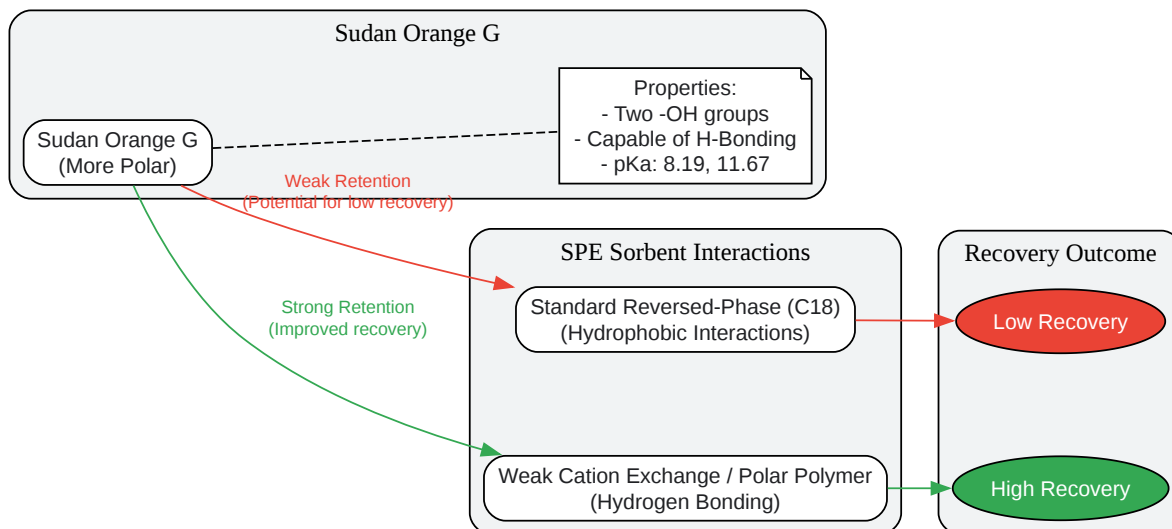 Sudan Orange G
Properties:
- Two -OH groups
- Capable of H-Bonding
- pKa: 8.19, 11.67
Sudan Orange G
(More Polar)
Weak Retention
(Potential for low recovery)
SPE Sorbent Interactions
Recovery Outcome
Standard Reversed-Phase (C18)
(Hydrophobic Interactions)
Low Recovery
Strong Retention
(Improved recovery)
Weak Cation Exchange / Polar Polymer
(Hydrogen Bonding)
High Recovery